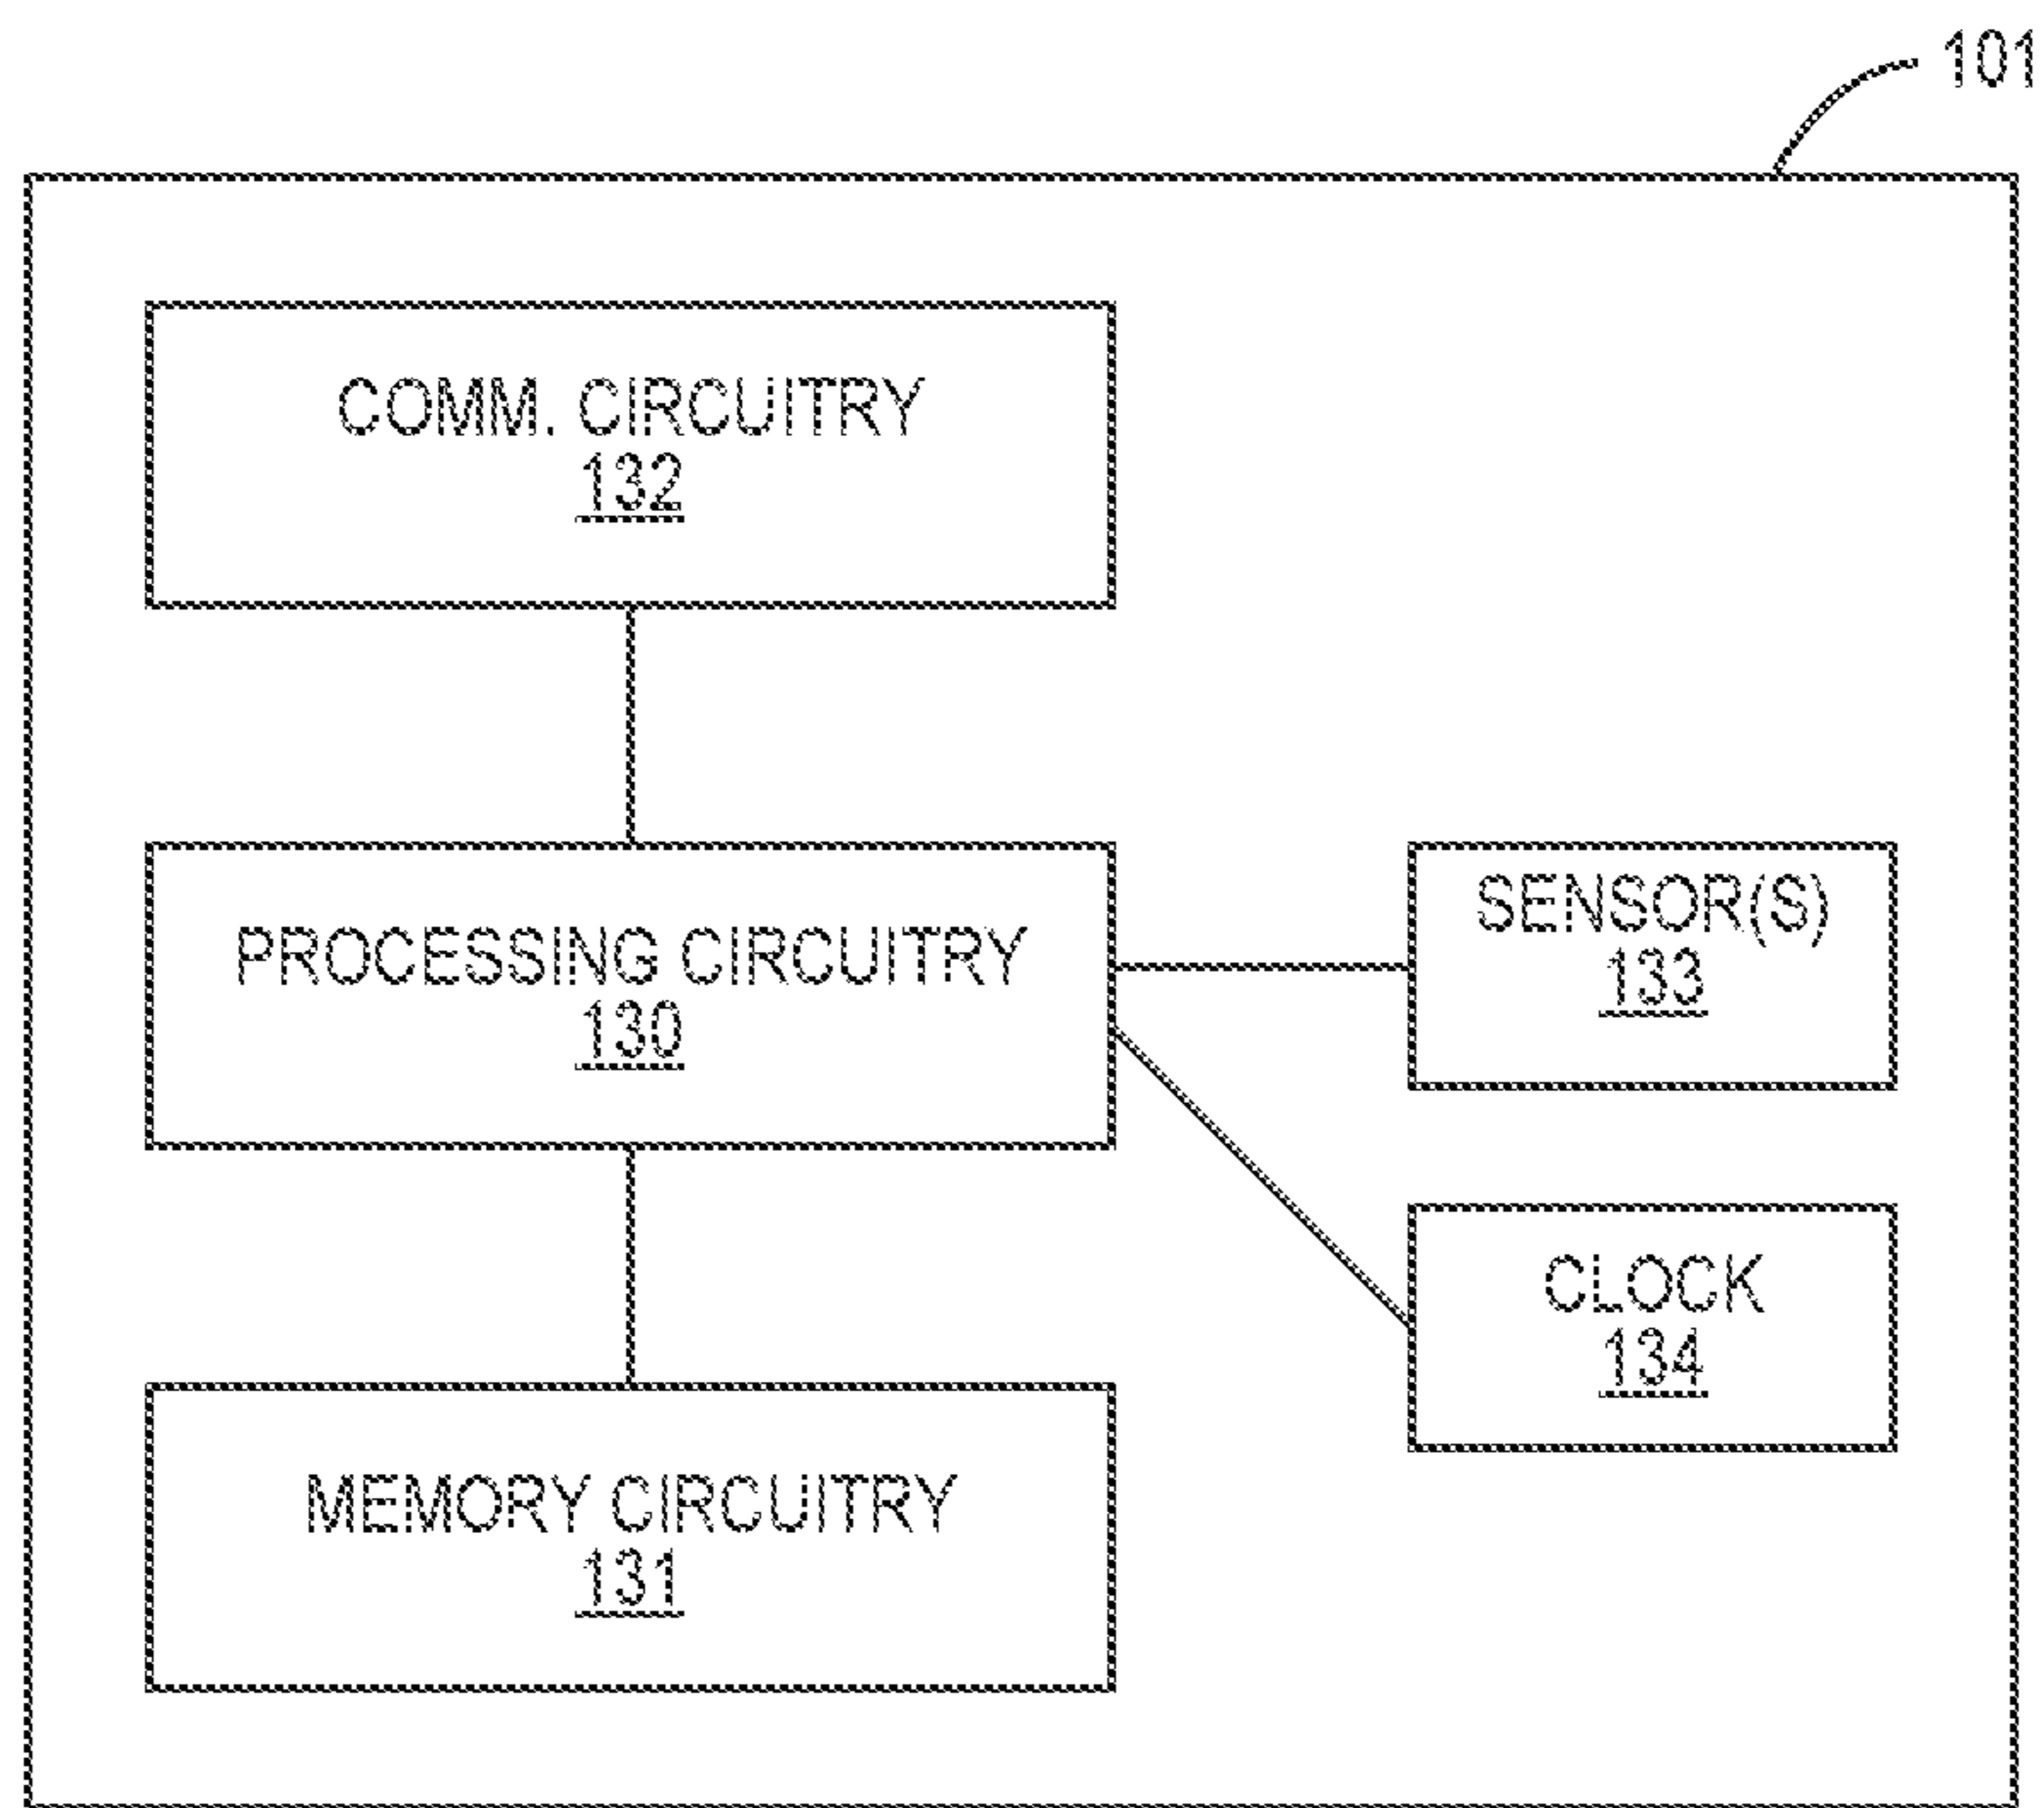 101
COMM. CIRCUITRY
132
PROCESSING CIRCUITRY
130
SENSOR(S)
133
CLOCK
134
MEMORY CIRCUITRY
131